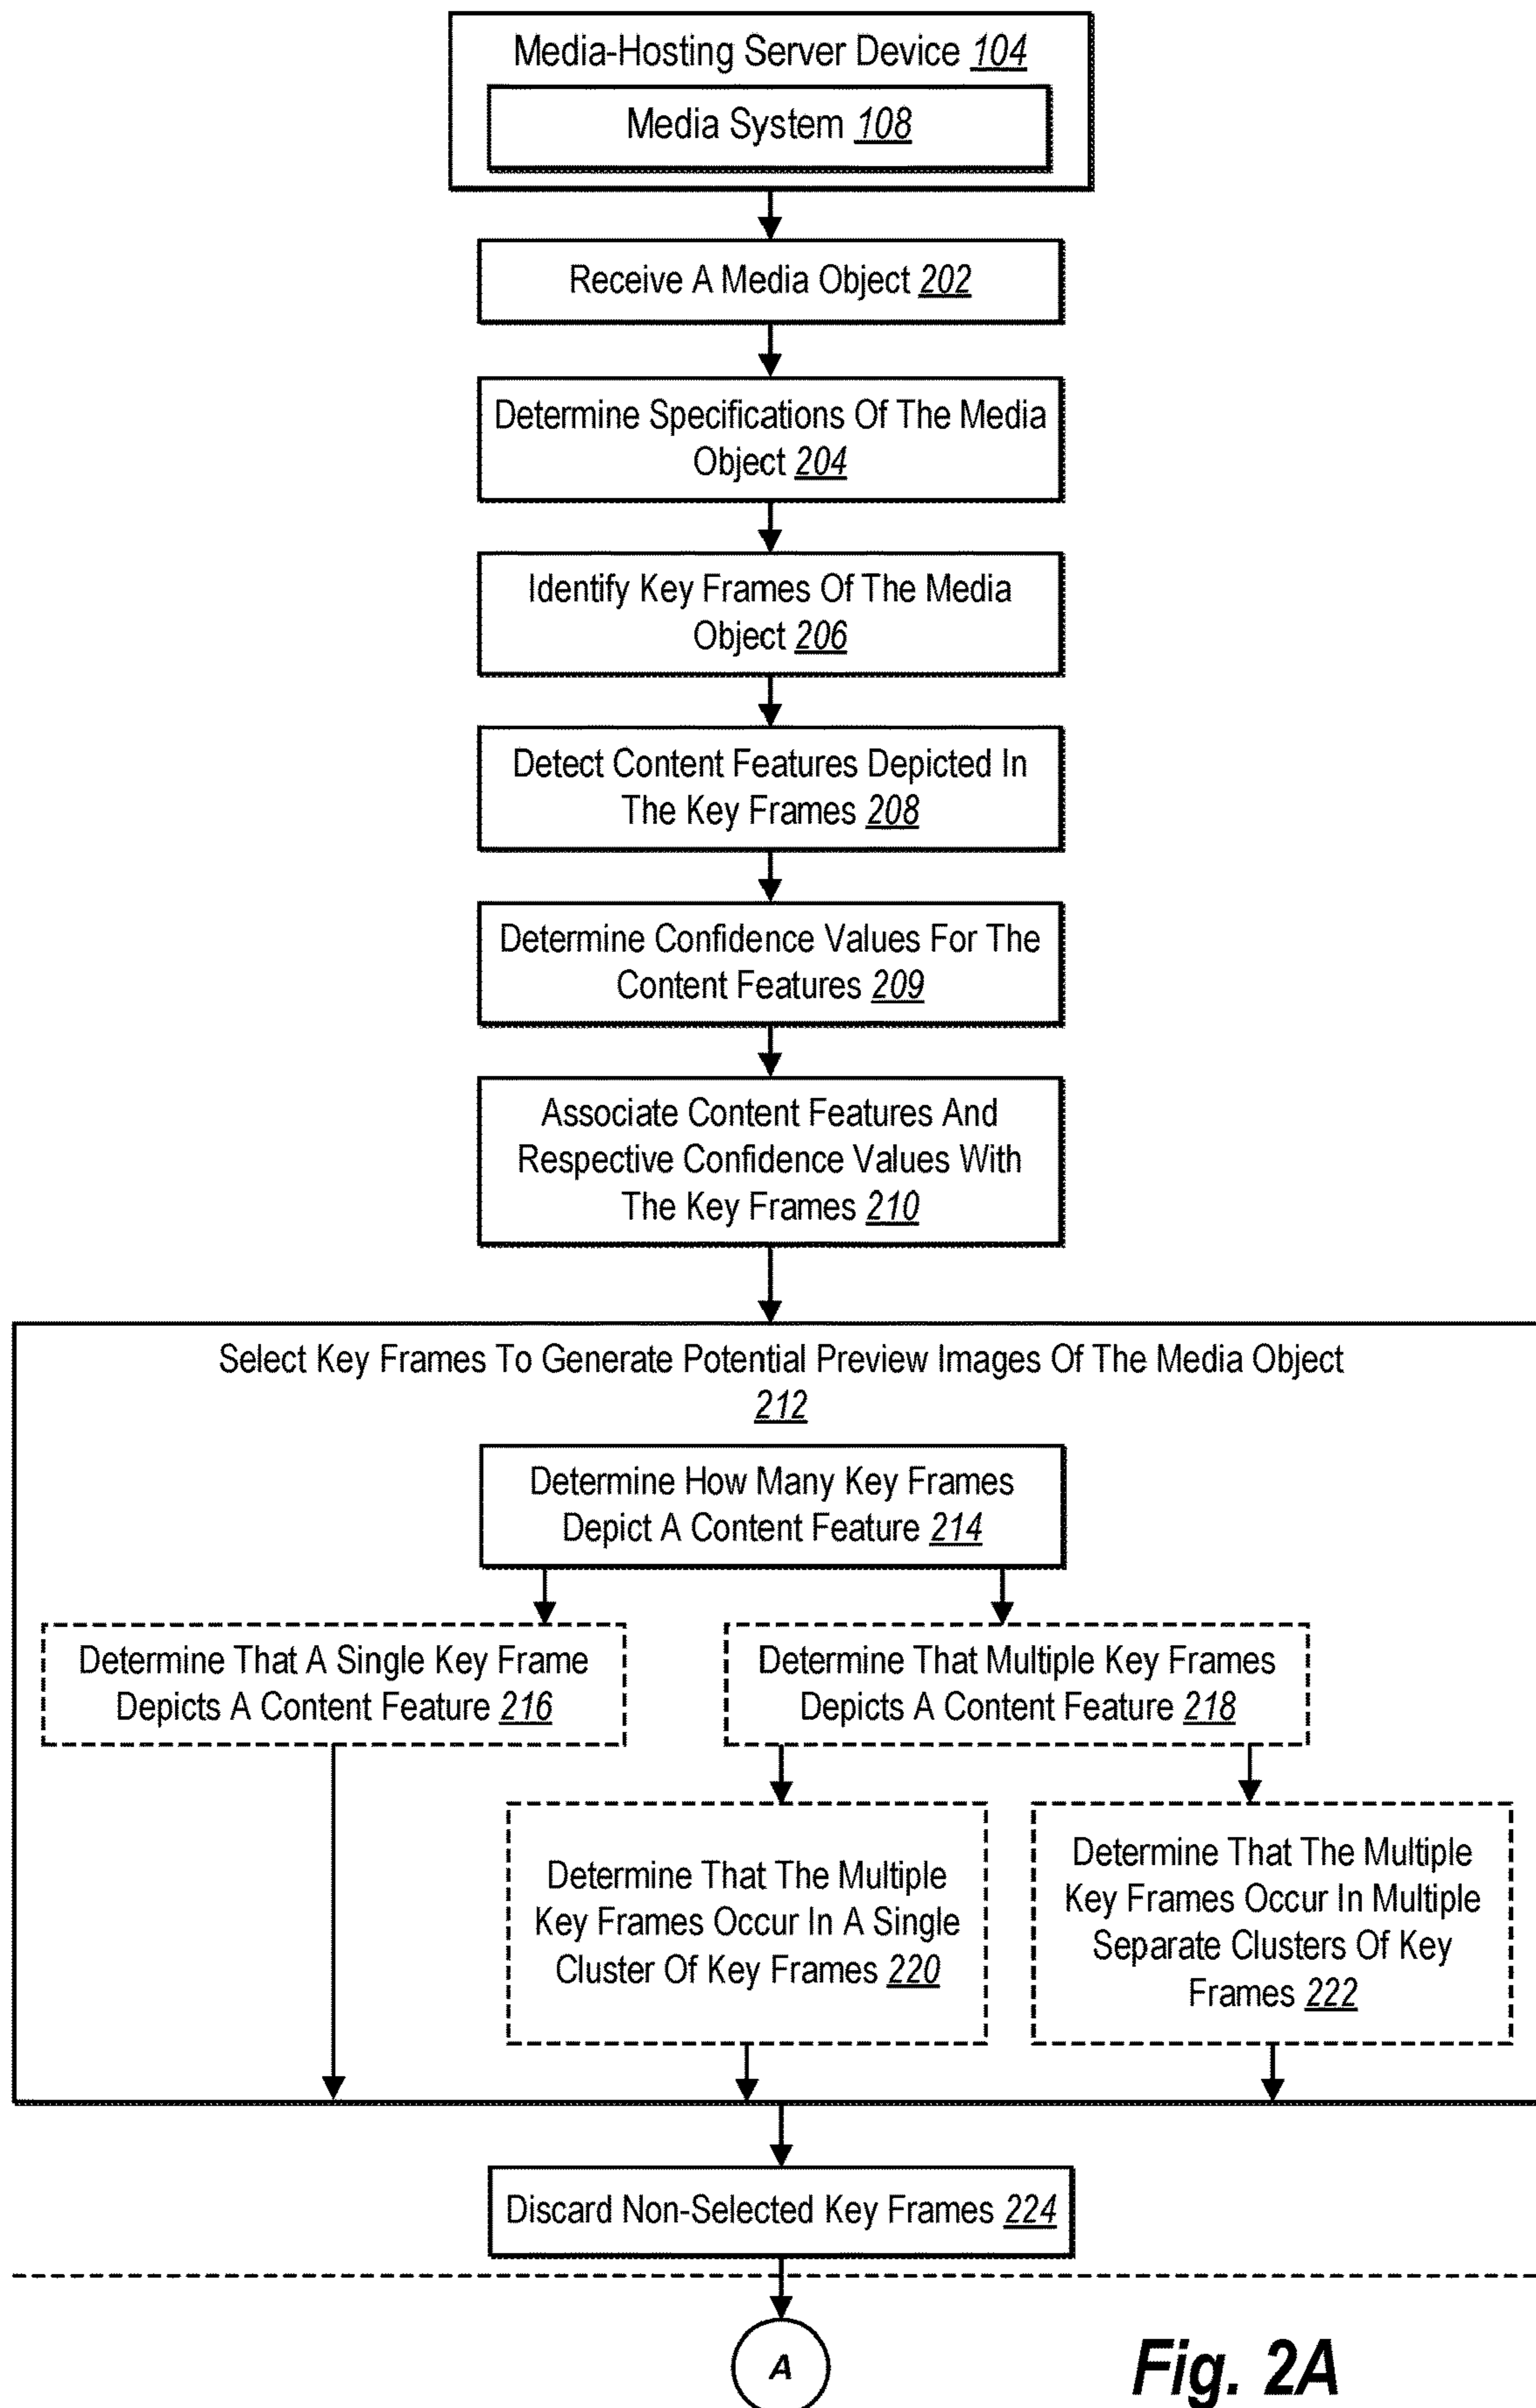 Media-Hosting Server Device 104
Media System 108
Receive A Media Object 202
Determine Specifications Of The Media
Object 204
Identify Key Frames Of The Media
Object 206
Detect Content Features Depicted In
The Key Frames 208
Determine Confidence Values For The
Content Features 209
Associate Content Features And
Respective Confidence Values With
The Key Frames 210
Select Key Frames To Generate Potential Preview Images Of The Media Object
212
Determine How Many Key Frames
Depict A Content Feature 214
Determine That A Single Key Frame
Depicts A Content Feature 216
Determine That Multiple Key Frames
Depicts A Content Feature 218
Determine That The Multiple
Key Frames Occur In A Single
Cluster Of Key Frames 220
Determine That The Multiple
Key Frames Occur In Multiple
Separate Clusters Of Key
Frames 222
Discard Non-Selected Key Frames 224
A
Fig. 2A